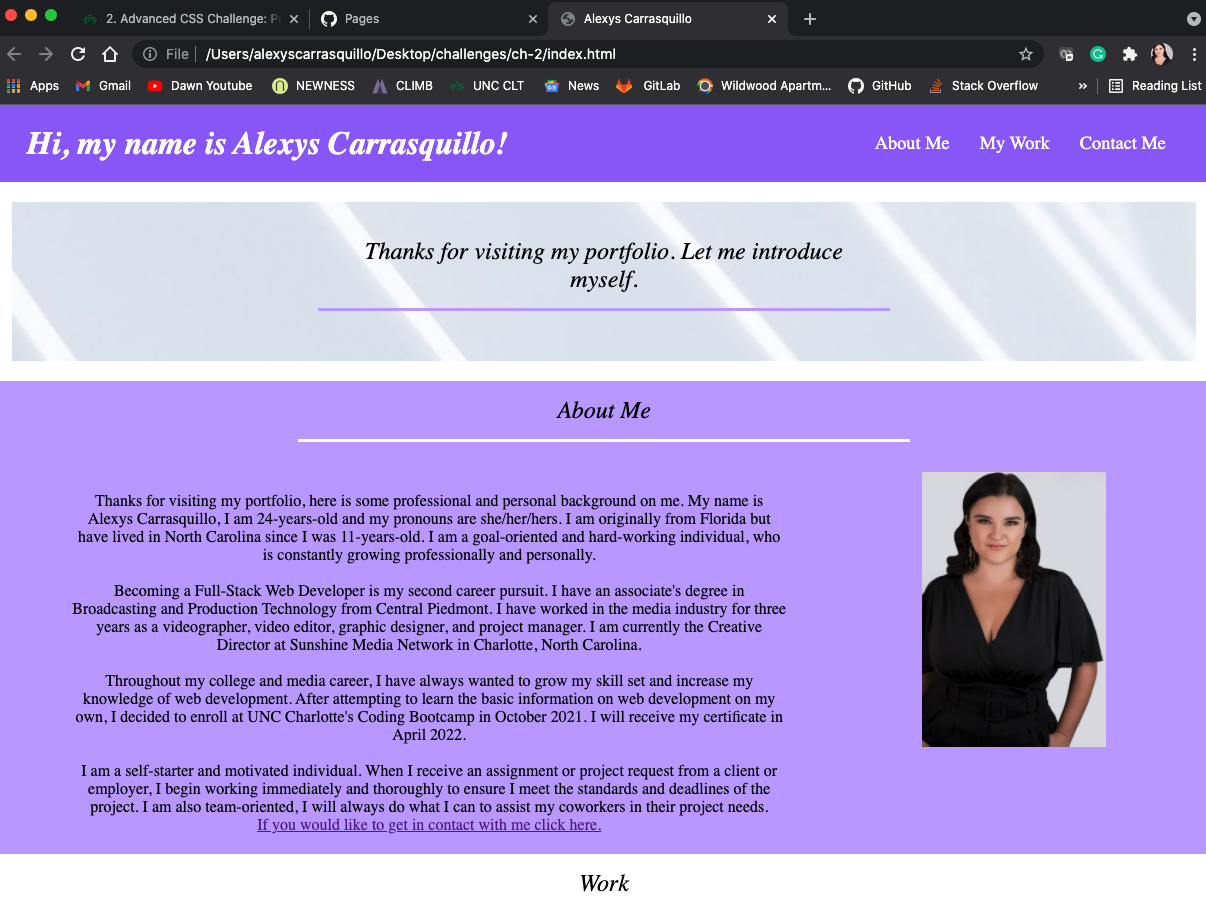 2. Advanced CSS Challenge: Pr
Pages
Alexys Carrasquillo
File /Users/alexyscarrasquillo/Desktop/challenges/ch-2/index.html
Apps Gmail Dawn Youtube NEWNESS CLIMB UNC CLT News GitLab Wildwood Apartm... GitHub Stack Overflow » Reading List
Hi, my name is Alexys Carrasquillo!
About Me My Work Contact Me
Thanks for visiting my portfolio. Let me introduce
myself.
About Me
Thanks for visiting my portfolio, here is some professional and personal background on me. My name is
Alexys Carrasquillo, I am 24-years-old and my pronouns are she/her/hers. I am originally from Florida but
have lived in North Carolina since I was 11-years-old. I am a goal-oriented and hard-working individual, who
is constantly growing professionally and personally.
Becoming a Full-Stack Web Developer is my second career pursuit. I have an associate's degree in
Broadcasting and Production Technology from Central Piedmont. I have worked in the media industry for three
years as a videographer, video editor, graphic designer, and project manager. I am currently the Creative
Director at Sunshine Media Network in Charlotte, North Carolina.
Throughout my college and media career, I have always wanted to grow my skill set and increase my
knowledge of web development. After attempting to learn the basic information on web development on my
own, I decided to enroll at UNC Charlotte's Coding Bootcamp in October 2021. I will receive my certificate in
April 2022.
I am a self-starter and motivated individual. When I receive an assignment or project request from a client or
employer, I begin working immediately and thoroughly to ensure I meet the standards and deadlines of the
project. I am also team-oriented, I will always do what I can to assist my coworkers in their project needs.
If you would like to get in contact with me click here.
Work